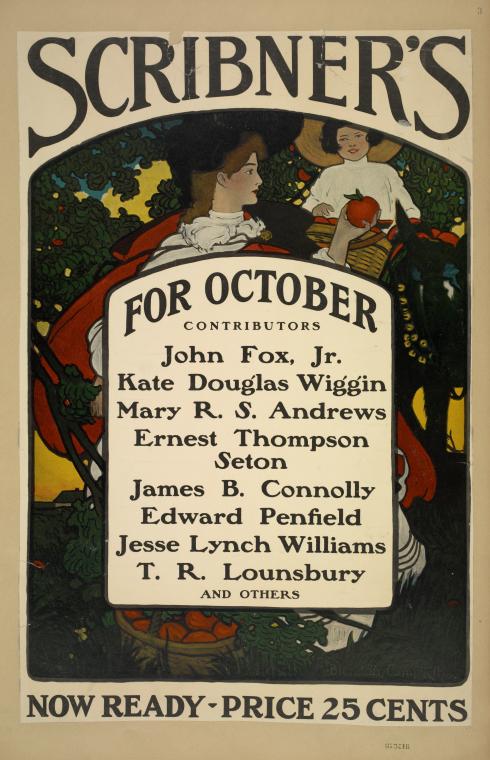 SCRIBNER'S
FOR OCTOBER
CONTRIBUTORS
John Fox, Jr.
Kate Douglas Wiggin
Mary R. S. Andrews
Ernest Thompson
Seton
James B. Connolly
Edward Penfield
Jesse Lynch Williams
T. R. Lounsbury
AND OTHERS
NOW READY - PRICE 25 CENTS